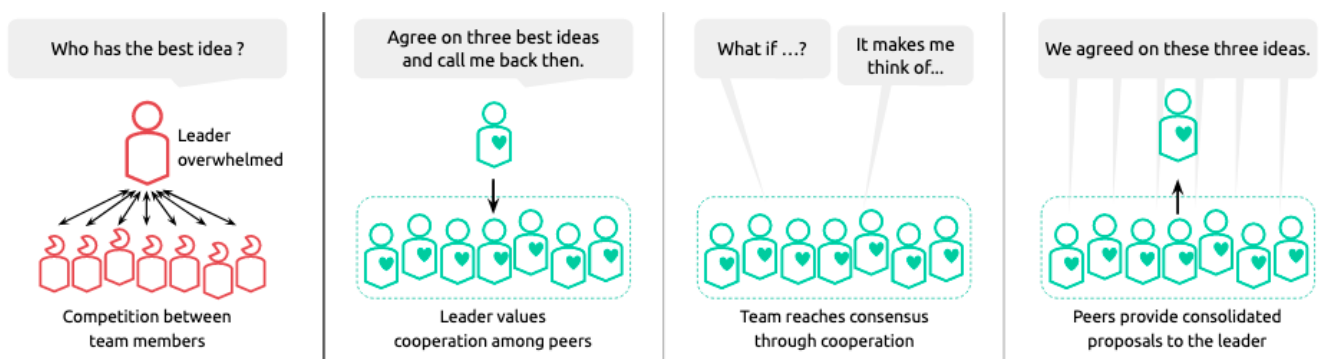 Who has the best idea ?
Leader
overwhelmed
Competition between
team members
Agree on three best ideas
and call me back then.
Leader values
cooperation among peers
What if ...?
It makes me
think of...
Team reaches consensus
through cooperation
We agreed on these three ideas.
Peers provide consolidated
proposals to the leader